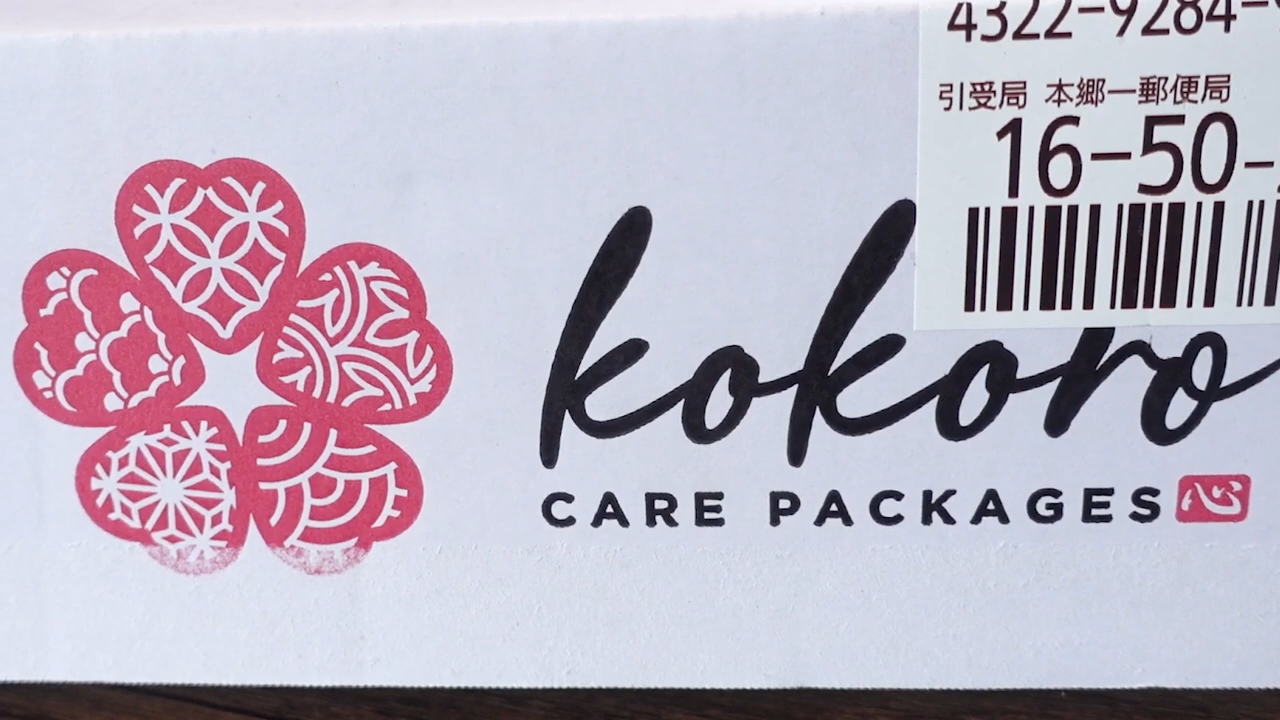 4322-9284-
引受局 本郷一郵便局
16-50-
kokoro
CARE PACKAGES 心